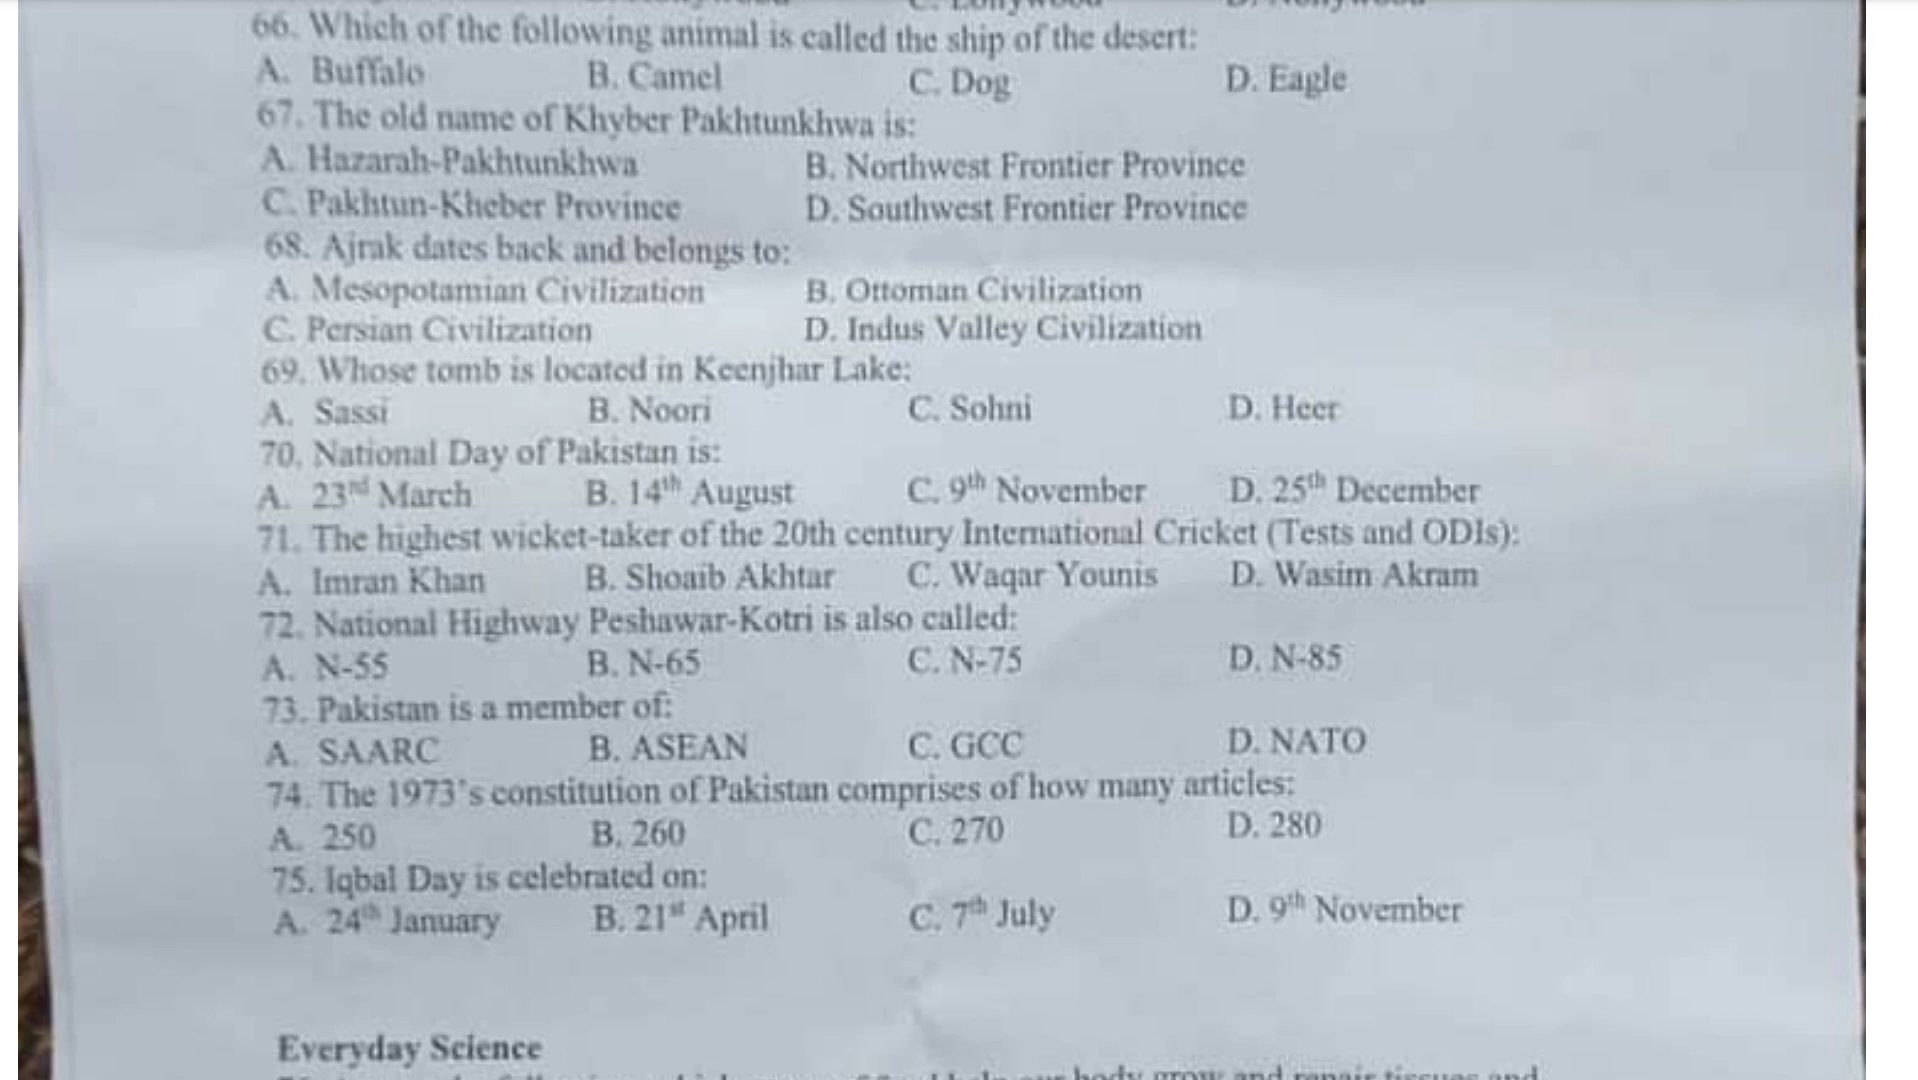 66. Which of the following animal is called the ship of the desert:
A. Buffalo B. Camel C. Dog D. Eagle
67. The old name of Khyber Pakhtunkhwa is:
A. Hazarah-Pakhtunkhwa B. Northwest Frontier Province
C. Pakhtun-Kheber Province D. Southwest Frontier Province
68. Ajrak dates back and belongs to:
A. Mesopotamian Civilization B. Ottoman Civilization
C. Persian Civilization D. Indus Valley Civilization
69. Whose tomb is located in Keenjhar Lake:
A. Sassi B. Noori C. Sohni D. Heer
70. National Day of Pakistan is:
A. 23rd March B. 14th August C. 9th November D. 25th December
71. The highest wicket-taker of the 20th century International Cricket (Tests and ODIs):
A. Imran Khan B. Shoaib Akhtar C. Waqar Younis D. Wasim Akram
72. National Highway Peshawar-Kotri is also called:
A. N-55 B. N-65 C. N-75 D. N-85
73. Pakistan is a member of:
A. SAARC B. ASEAN C. GCC D. NATO
74. The 1973's constitution of Pakistan comprises of how many articles:
A. 250 B. 260 C. 270 D. 280
75. Iqbal Day is celebrated on:
A. 24th January B. 21st April C. 7th July D. 9th November
Everyday Science
body grow and repair tissues and